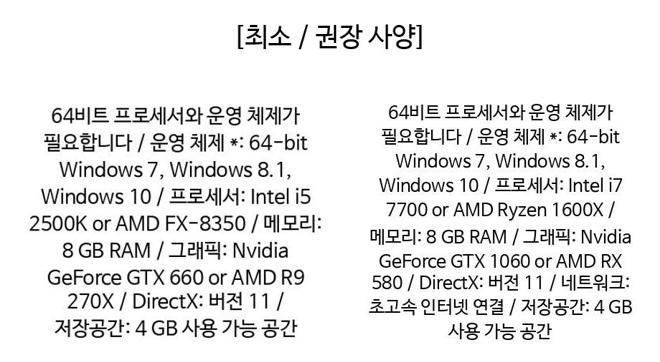 [최소 / 권장 사양]
64비트 프로세서와 운영 체제가
필요합니다 / 운영 체제 *: 64-bit
Windows 7, Windows 8.1,
Windows 10 / 프로세서: Intel i5
2500K or AMD FX-8350 / 메모리:
8 GB RAM / 그래픽: Nvidia
GeForce GTX 660 or AMD R9
270X / DirectX: 버전 11 /
저장공간: 4 GB 사용 가능 공간
64비트 프로세서와 운영 체제가
필요합니다 / 운영 체제 *: 64-bit
Windows 7, Windows 8.1,
Windows 10 / 프로세서: Intel i7
7700 or AMD Ryzen 1600X /
메모리: 8 GB RAM / 그래픽: Nvidia
GeForce GTX 1060 or AMD RX
580 / DirectX: 버전 11 / 네트워크:
초고속 인터넷 연결 / 저장공간: 4 GB
사용 가능 공간